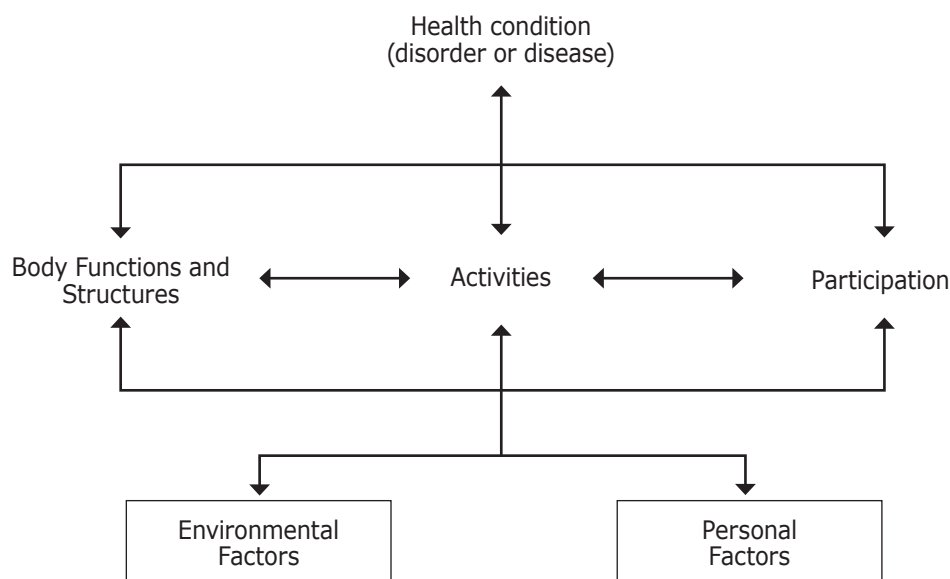 Health condition
(disorder or disease)
Body Functions and
Structures
Activities
Participation
Environmental
Factors
Personal
Factors